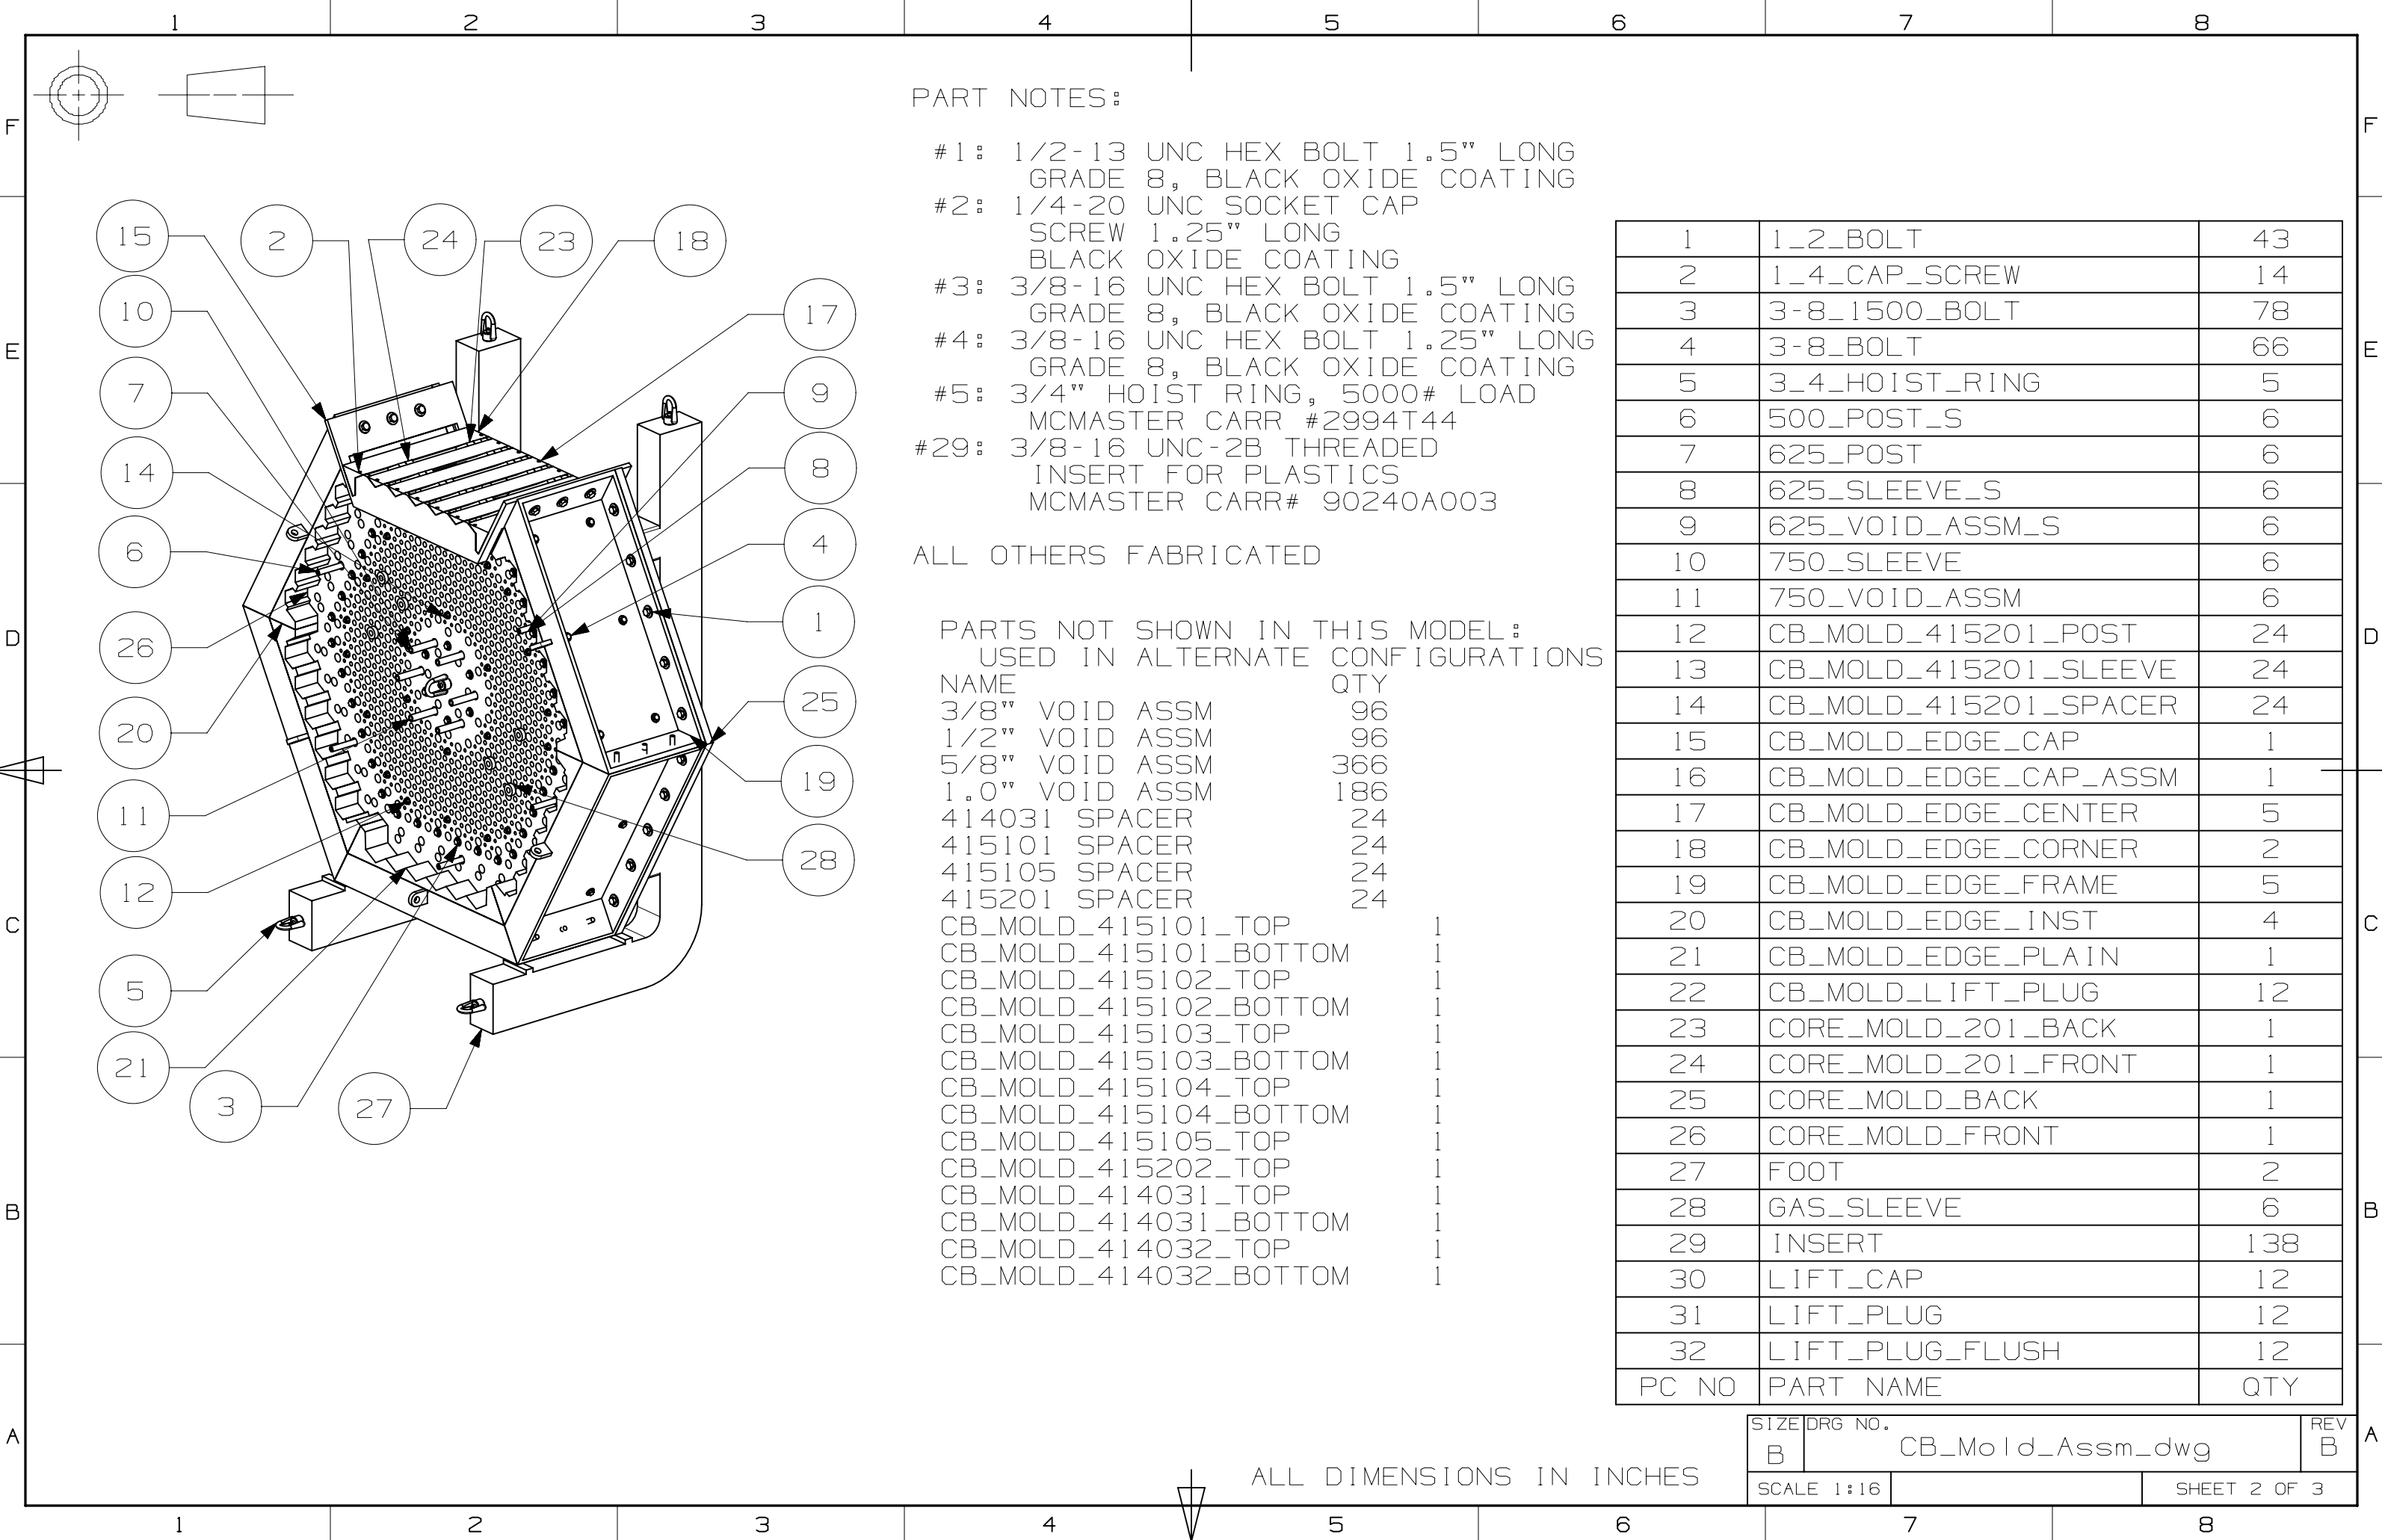 1 2 3 4 5 6 7 8
F
E
D
C
B
A
15
2
24
23
18
10
17
7
9
14
8
6
4
26
1
20
25
11
19
12
28
5
21
3
27
PART NOTES:
#1: 1/2-13 UNC HEX BOLT 1.5" LONG
GRADE 8, BLACK OXIDE COATING
#2: 1/4-20 UNC SOCKET CAP
SCREW 1.25" LONG
BLACK OXIDE COATING
#3: 3/8-16 UNC HEX BOLT 1.5" LONG
GRADE 8, BLACK OXIDE COATING
#4: 3/8-16 UNC HEX BOLT 1.25" LONG
GRADE 8, BLACK OXIDE COATING
#5: 3/4" HOIST RING, 5000# LOAD
MCMASTER CARR #2994T44
#29: 3/8-16 UNC-2B THREADED
INSERT FOR PLASTICS
MCMASTER CARR# 90240A003
ALL OTHERS FABRICATED
PARTS NOT SHOWN IN THIS MODEL:
USED IN ALTERNATE CONFIGURATIONS
NAME QTY
3/8" VOID ASSM 96
1/2" VOID ASSM 96
5/8" VOID ASSM 366
1.0" VOID ASSM 186
414031 SPACER 24
415101 SPACER 24
415105 SPACER 24
415201 SPACER 24
CB_MOLD_415101_TOP 1
CB_MOLD_415101_BOTTOM 1
CB_MOLD_415102_TOP 1
CB_MOLD_415102_BOTTOM 1
CB_MOLD_415103_TOP 1
CB_MOLD_415103_BOTTOM 1
CB_MOLD_415104_TOP 1
CB_MOLD_415104_BOTTOM 1
CB_MOLD_415105_TOP 1
CB_MOLD_415202_TOP 1
CB_MOLD_414031_TOP 1
CB_MOLD_414031_BOTTOM 1
CB_MOLD_414032_TOP 1
CB_MOLD_414032_BOTTOM 1
1 1_2_BOLT 43
2 1_4_CAP_SCREW 14
3 3-8_1500_BOLT 78
4 3-8_BOLT 66
5 3_4_HOIST_RING 5
6 500_POST_S 6
7 625_POST 6
8 625_SLEEVE_S 6
9 625_VOID_ASSM_S 6
10 750_SLEEVE 6
11 750_VOID_ASSM 6
12 CB_MOLD_415201_POST 24
13 CB_MOLD_415201_SLEEVE 24
14 CB_MOLD_415201_SPACER 24
15 CB_MOLD_EDGE_CAP 1
16 CB_MOLD_EDGE_CAP_ASSM 1
17 CB_MOLD_EDGE_CENTER 5
18 CB_MOLD_EDGE_CORNER 2
19 CB_MOLD_EDGE_FRAME 5
20 CB_MOLD_EDGE_INST 4
21 CB_MOLD_EDGE_PLAIN 1
22 CB_MOLD_LIFT_PLUG 12
23 CORE_MOLD_201_BACK 1
24 CORE_MOLD_201_FRONT 1
25 CORE_MOLD_BACK 1
26 CORE_MOLD_FRONT 1
27 FOOT 2
28 GAS_SLEEVE 6
29 INSERT 138
30 LIFT_CAP 12
31 LIFT_PLUG 12
32 LIFT_PLUG_FLUSH 12
PC NO PART NAME QTY
F
E
D
C
B
A
ALL DIMENSIONS IN INCHES
SIZE DRG NO. REV
B CB_Mold_Assm_dwg B
SCALE 1:16 SHEET 2 OF 3
1 2 3 4 5 6 7 8